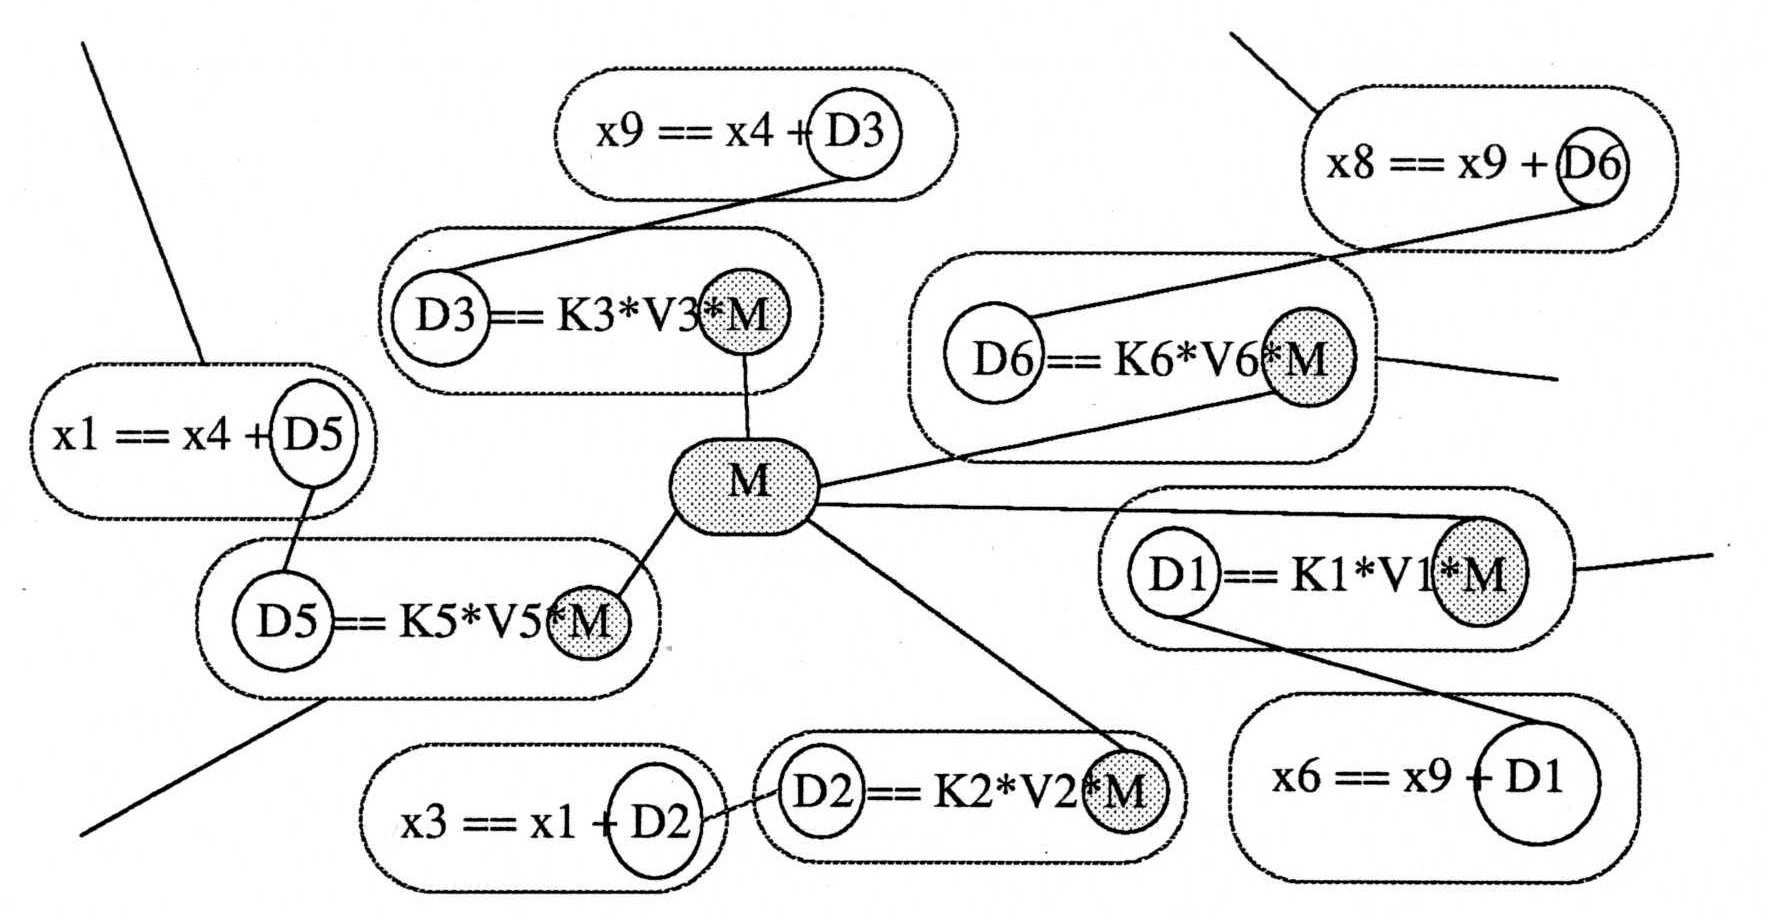 x9 == x4 + D3
x8 == x9 + D6
D3 == K3*V3*M
D6 == K6*V6*M
x1 == x4 + D5
M
D1 == K1*V1*M
D5 == K5*V5*M
x3 == x1 + D2
D2 == K2*V2*M
x6 == x9 + D1